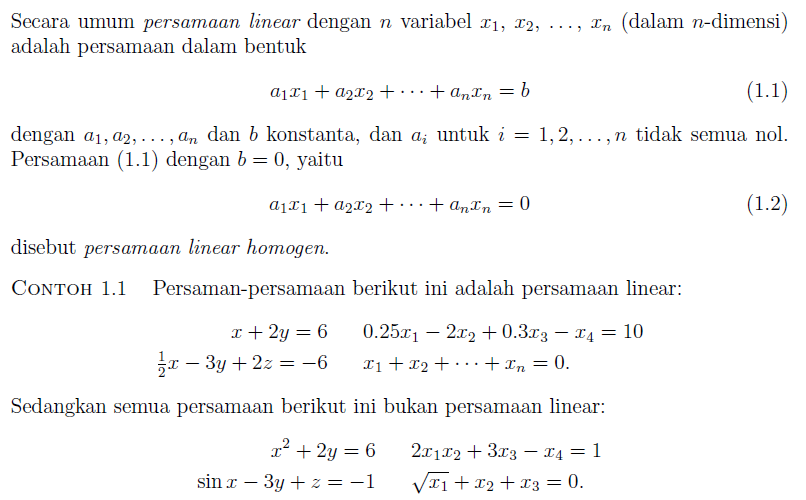 Secara umum persamaan linear dengan n variabel x₁, x₂, …, xₙ (dalam n-dimensi)
adalah persamaan dalam bentuk
a₁x₁ + a₂x₂ + ⋯ + aₙxₙ = b (1.1)
dengan a₁, a₂, …, aₙ dan b konstanta, dan aᵢ untuk i = 1, 2, …, n tidak semua nol.
Persamaan (1.1) dengan b = 0, yaitu
a₁x₁ + a₂x₂ + ⋯ + aₙxₙ = 0 (1.2)
disebut persamaan linear homogen.
CONTOH 1.1 Persaman-persamaan berikut ini adalah persamaan linear:
x + 2y = 6 0.25x₁ − 2x₂ + 0.3x₃ − x₄ = 10
½x − 3y + 2z = −6 x₁ + x₂ + ⋯ + xₙ = 0.
Sedangkan semua persamaan berikut ini bukan persamaan linear:
x² + 2y = 6 2x₁x₂ + 3x₃ − x₄ = 1
sin x − 3y + z = −1 √x₁ + x₂ + x₃ = 0.